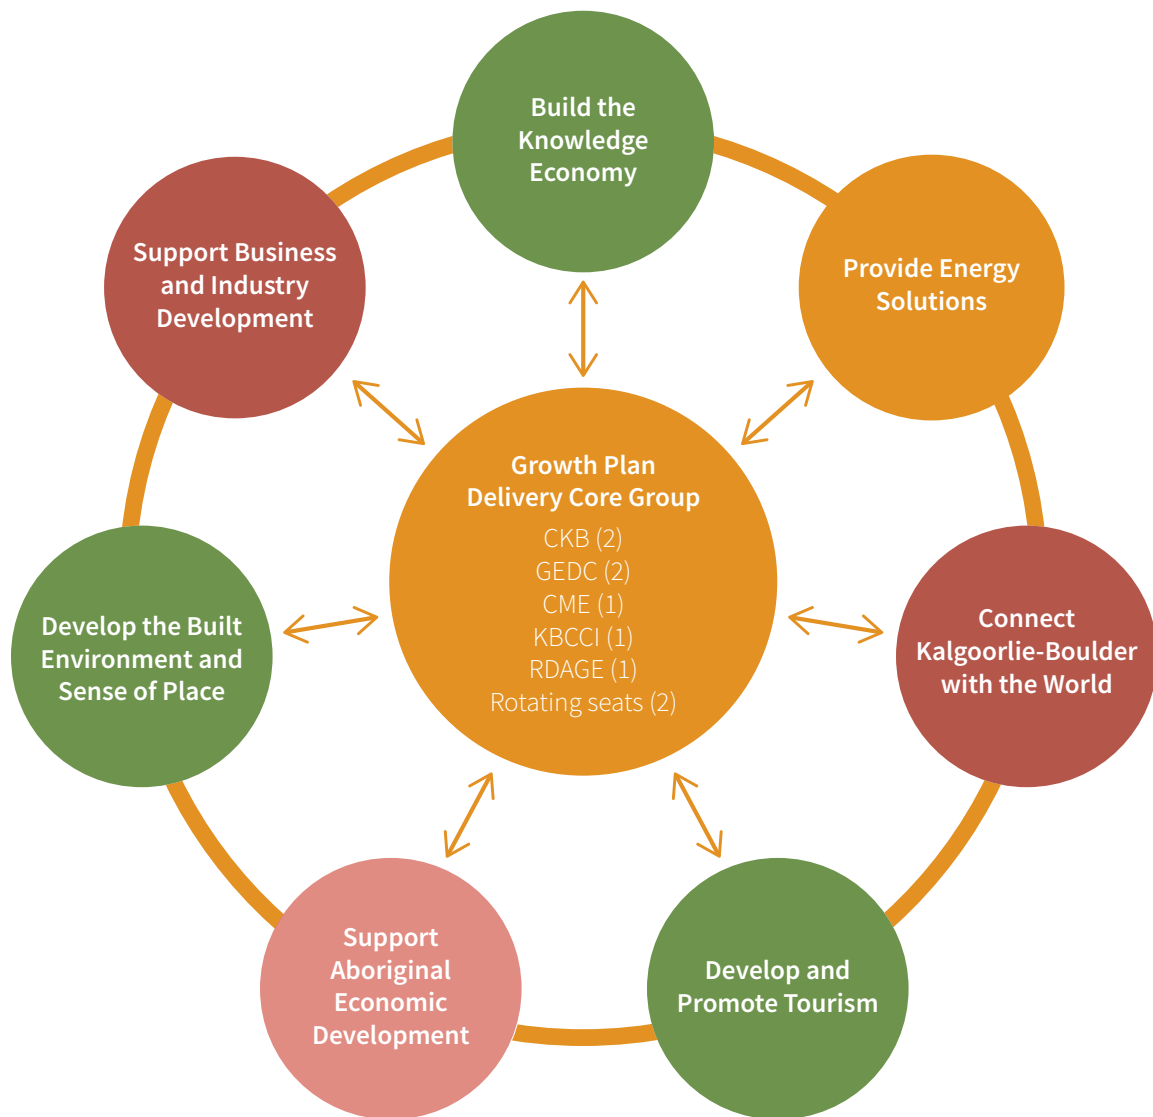 Build the
Knowledge
Economy
Support Business
and Industry
Development
Provide Energy
Solutions
Growth Plan
Delivery Core Group
CKB (2)
GEDC (2)
CME (1)
KBCCI (1)
RDAGE (1)
Rotating seats (2)
Develop the Built
Environment and
Sense of Place
Connect
Kalgoorlie-Boulder
with the World
Support
Aboriginal
Economic
Development
Develop and
Promote Tourism